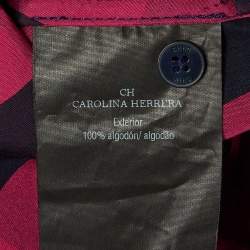 CH
CAROLINA HERRERA
Exterior
100% algodón/ algodão